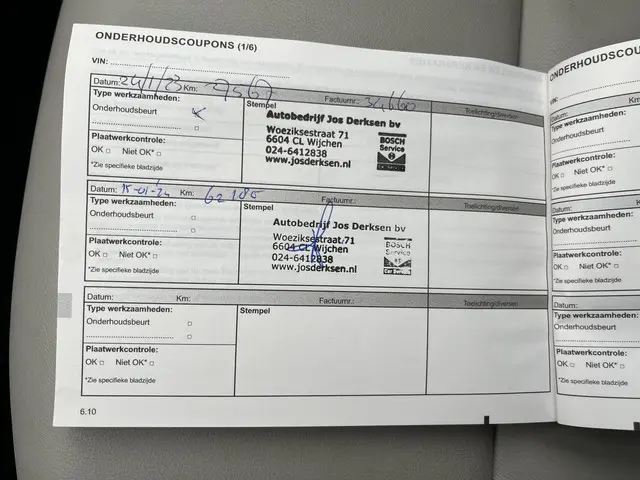 ONDERHOUDSCOUPONS (1/6)
VIN:
Datum: 24/1/23 Km: Factuurnr.: 34660 Toelichting/diversen
Type werkzaamheden:
Onderhoudsbeurt
Plaatwerkcontrole:
OK Niet OK*
*Zie specifieke bladzijde
Stempel
Autobedrijf Jos Derksen bv
Woeziksestraat 71
6604 CL Wijchen
024-6412838
www.josderksen.nl
BOSCH
Service
Datum: 15-01-24 Km: 62185 Factuurnr.: Toelichting/diversen
Type werkzaamheden:
Onderhoudsbeurt
Plaatwerkcontrole:
OK Niet OK*
*Zie specifieke bladzijde
Stempel
Autobedrijf Jos Derksen bv
Woeziksestraat 71
6604 CL Wijchen
024-6412838
www.josderksen.nl
BOSCH
Service
Datum: Km: Factuurnr.: Toelichting/diversen
Type werkzaamheden:
Onderhoudsbeurt
Plaatwerkcontrole:
OK Niet OK*
*Zie specifieke bladzijde
Stempel
6.10
ONDERHOUDSCOUPONS
VIN:
Datum:
Type werkzaamheden:
Onderhoudsbeurt
Plaatwerkcontrole:
OK Niet OK*
*Zie specifieke bladzijde
Datum:
Type werkzaamheden:
Onderhoudsbeurt
Plaatwerkcontrole:
OK Niet OK*
*Zie specifieke bladzijde
Datum:
Type werkzaamheden:
Onderhoudsbeurt
Plaatwerkcontrole:
OK Niet OK*
*Zie specifieke